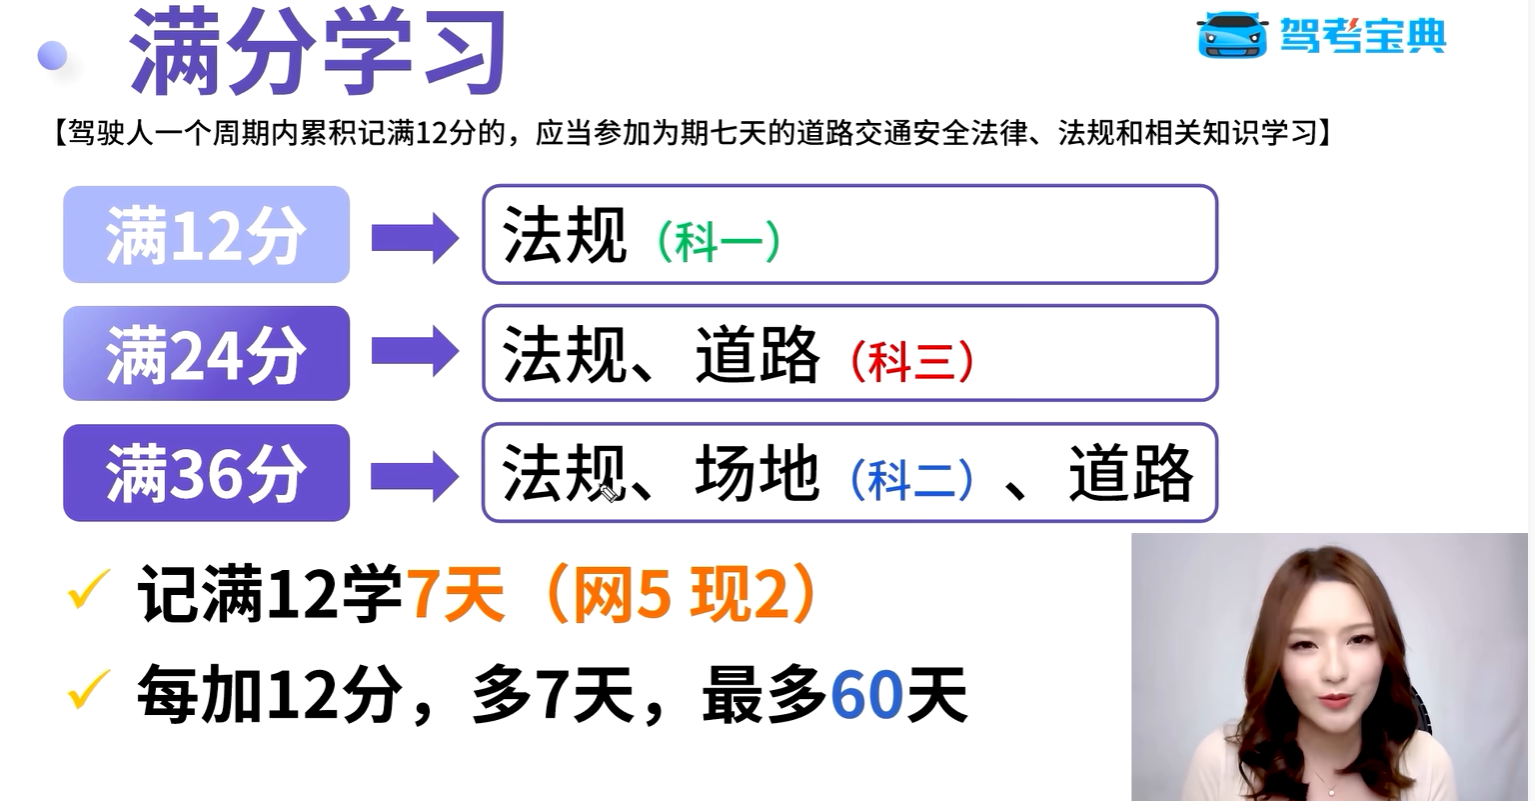 满分学习
驾考宝典
【驾驶人一个周期内累积记满12分的，应当参加为期七天的道路交通安全法律、法规和相关知识学习】
满12分
法规（科一）
满24分
法规、道路（科三）
满36分
法规、场地（科二）、道路
记满12学7天（网5 现2）
每加12分，多7天，最多60天